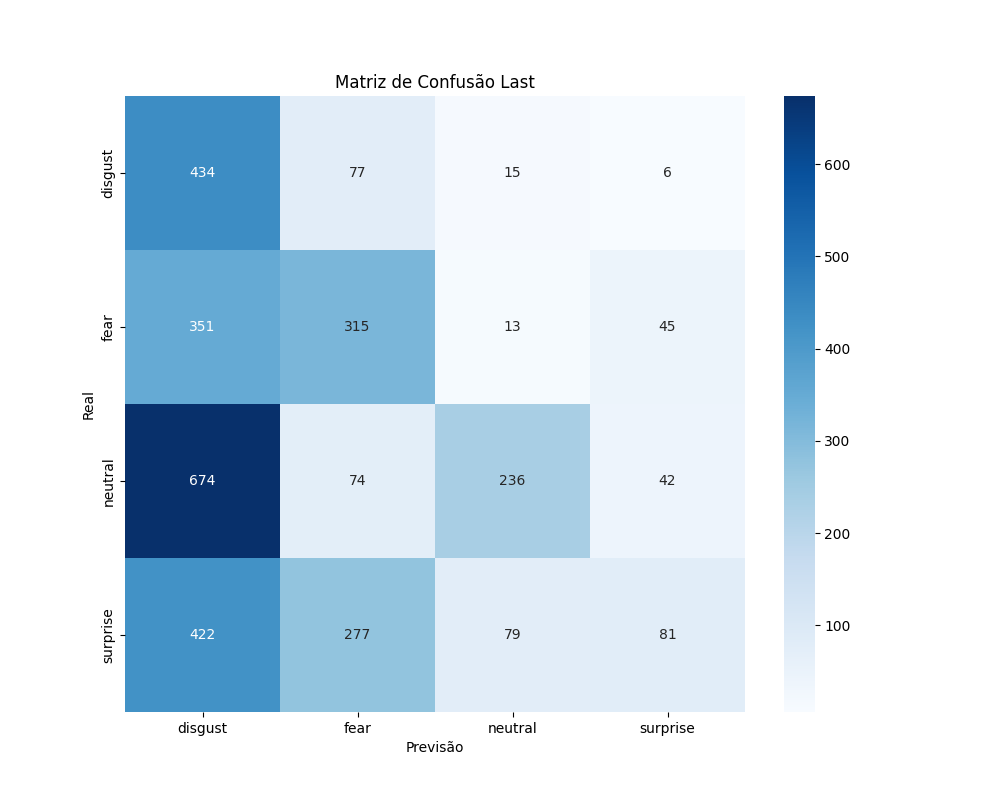 Matriz de Confusão Last
disgust 434 77 15 6
fear 351 315 13 45
neutral 674 74 236 42
surprise 422 277 79 81
disgust fear neutral surprise
Previsão
Real
600
500
400
300
200
100